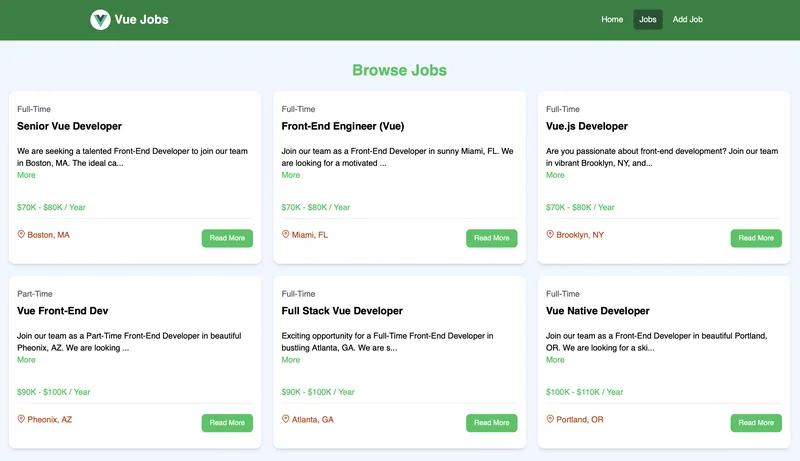 Vue Jobs
Home
Jobs
Add Job
Browse Jobs
Full-Time
Senior Vue Developer
We are seeking a talented Front-End Developer to join our team
in Boston, MA. The ideal ca...
More
$70K - $80K / Year
Boston, MA
Read More
Full-Time
Front-End Engineer (Vue)
Join our team as a Front-End Developer in sunny Miami, FL. We
are looking for a motivated ...
More
$70K - $80K / Year
Miami, FL
Read More
Full-Time
Vue.js Developer
Are you passionate about front-end development? Join our team
in vibrant Brooklyn, NY, and...
More
$70K - $80K / Year
Brooklyn, NY
Read More
Part-Time
Vue Front-End Dev
Join our team as a Part-Time Front-End Developer in beautiful
Pheonix, AZ. We are looking ...
More
$90K - $100K / Year
Pheonix, AZ
Read More
Full-Time
Full Stack Vue Developer
Exciting opportunity for a Full-Time Front-End Developer in
bustling Atlanta, GA. We are s...
More
$90K - $100K / Year
Atlanta, GA
Read More
Full-Time
Vue Native Developer
Join our team as a Front-End Developer in beautiful Portland,
OR. We are looking for a ski...
More
$100K - $110K / Year
Portland, OR
Read More